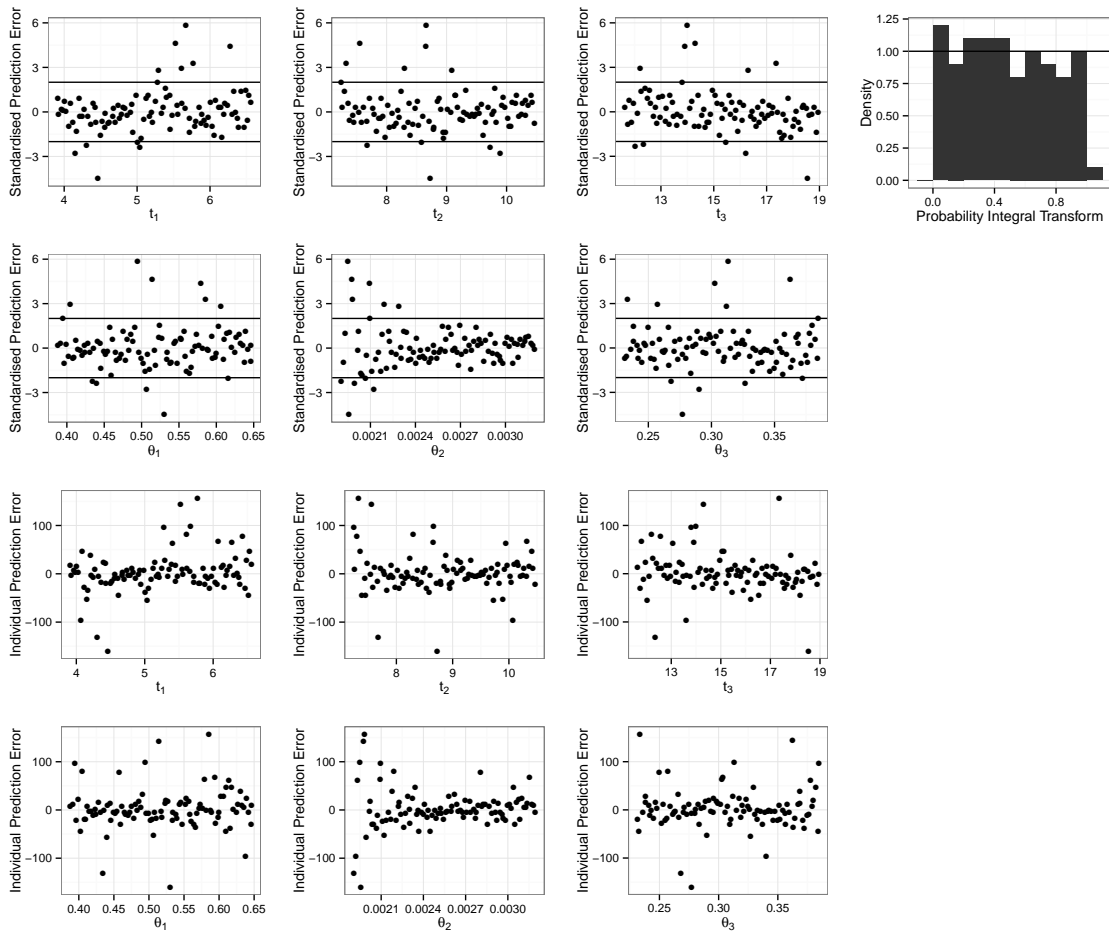 Standardised Prediction Error
6
3
0
−3
4 5 6
t1
Standardised Prediction Error
6
3
0
−3
8 9 10
t2
Standardised Prediction Error
6
3
0
−3
13 15 17 19
t3
Density
1.25
1.00
0.75
0.50
0.25
0.00
0.0 0.4 0.8
Probability Integral Transform
Standardised Prediction Error
6
3
0
−3
0.40 0.45 0.50 0.55 0.60 0.65
θ1
Standardised Prediction Error
6
3
0
−3
0.0021 0.0024 0.0027 0.0030
θ2
Standardised Prediction Error
6
3
0
−3
0.25 0.30 0.35
θ3
Individual Prediction Error
100
0
−100
4 5 6
t1
Individual Prediction Error
100
0
−100
8 9 10
t2
Individual Prediction Error
100
0
−100
13 15 17 19
t3
Individual Prediction Error
100
0
−100
0.40 0.45 0.50 0.55 0.60 0.65
θ1
Individual Prediction Error
100
0
−100
0.0021 0.0024 0.0027 0.0030
θ2
Individual Prediction Error
100
0
−100
0.25 0.30 0.35
θ3